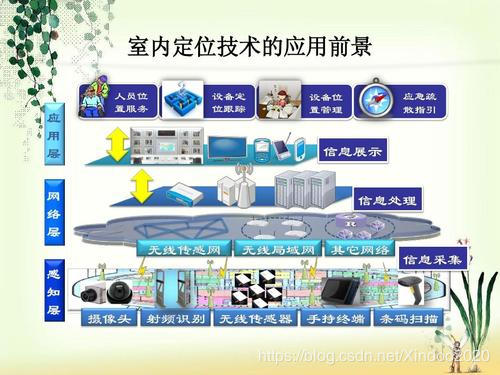 室内定位技术的应用前景
人员位
置服务
设备定
位跟踪
设备位
置管理
应急疏
散指引
应用层
信息展示
网络层
信息处理
无线传感网
无线局域网
其它网络
信息采集
感知层
摄像头
射频识别
无线传感器
手持终端
条码扫描
https://blog.csdn.net/Xindoo2020